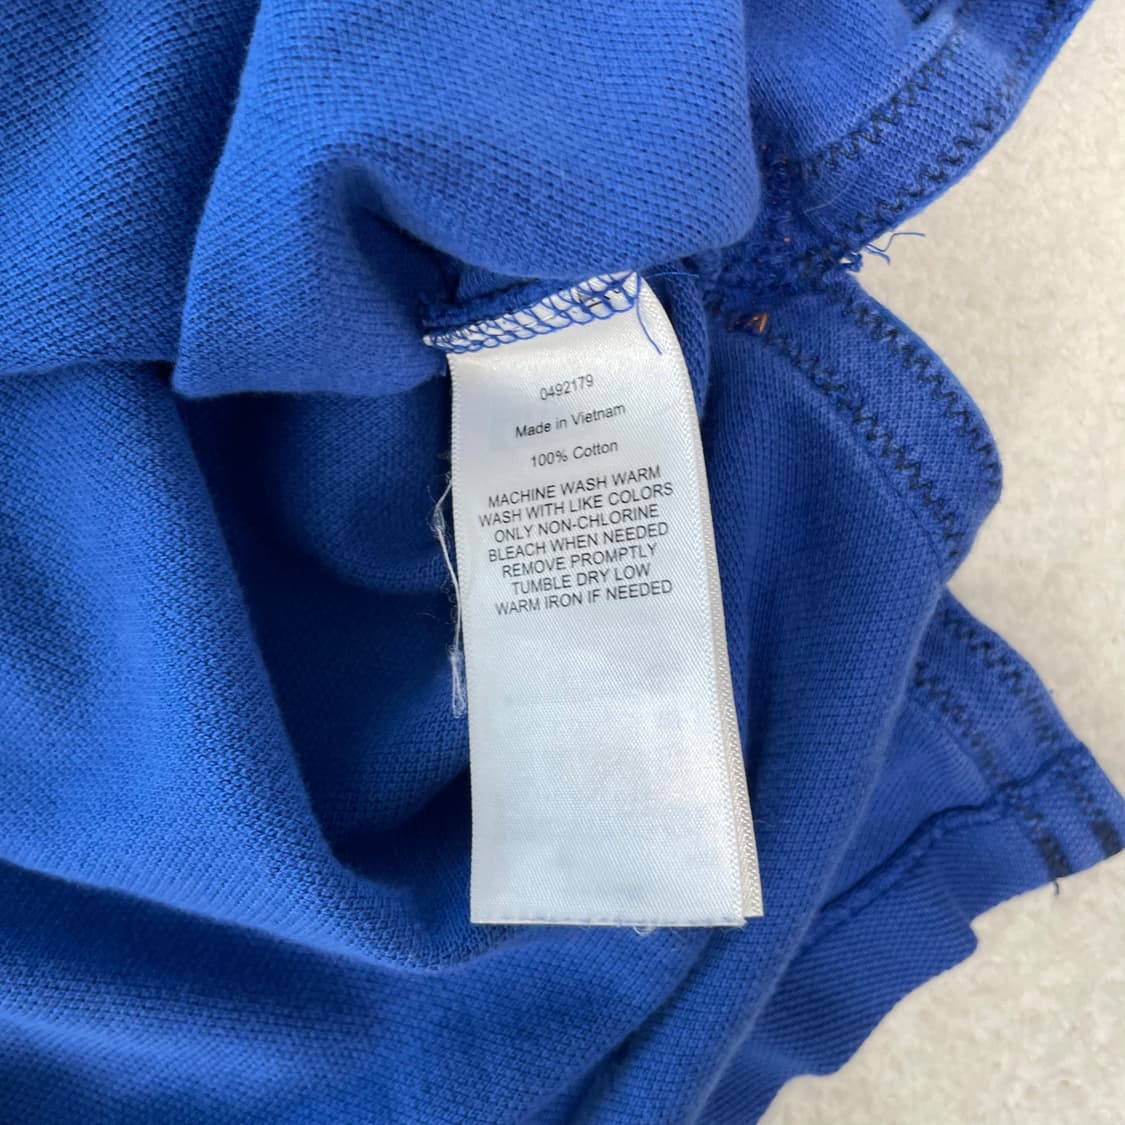 0492179
Made in Vietnam
100% Cotton
MACHINE WASH WARM
WASH WITH LIKE COLORS
ONLY NON-CHLORINE
BLEACH WHEN NEEDED
REMOVE PROMPTLY
TUMBLE DRY LOW
WARM IRON IF NEEDED